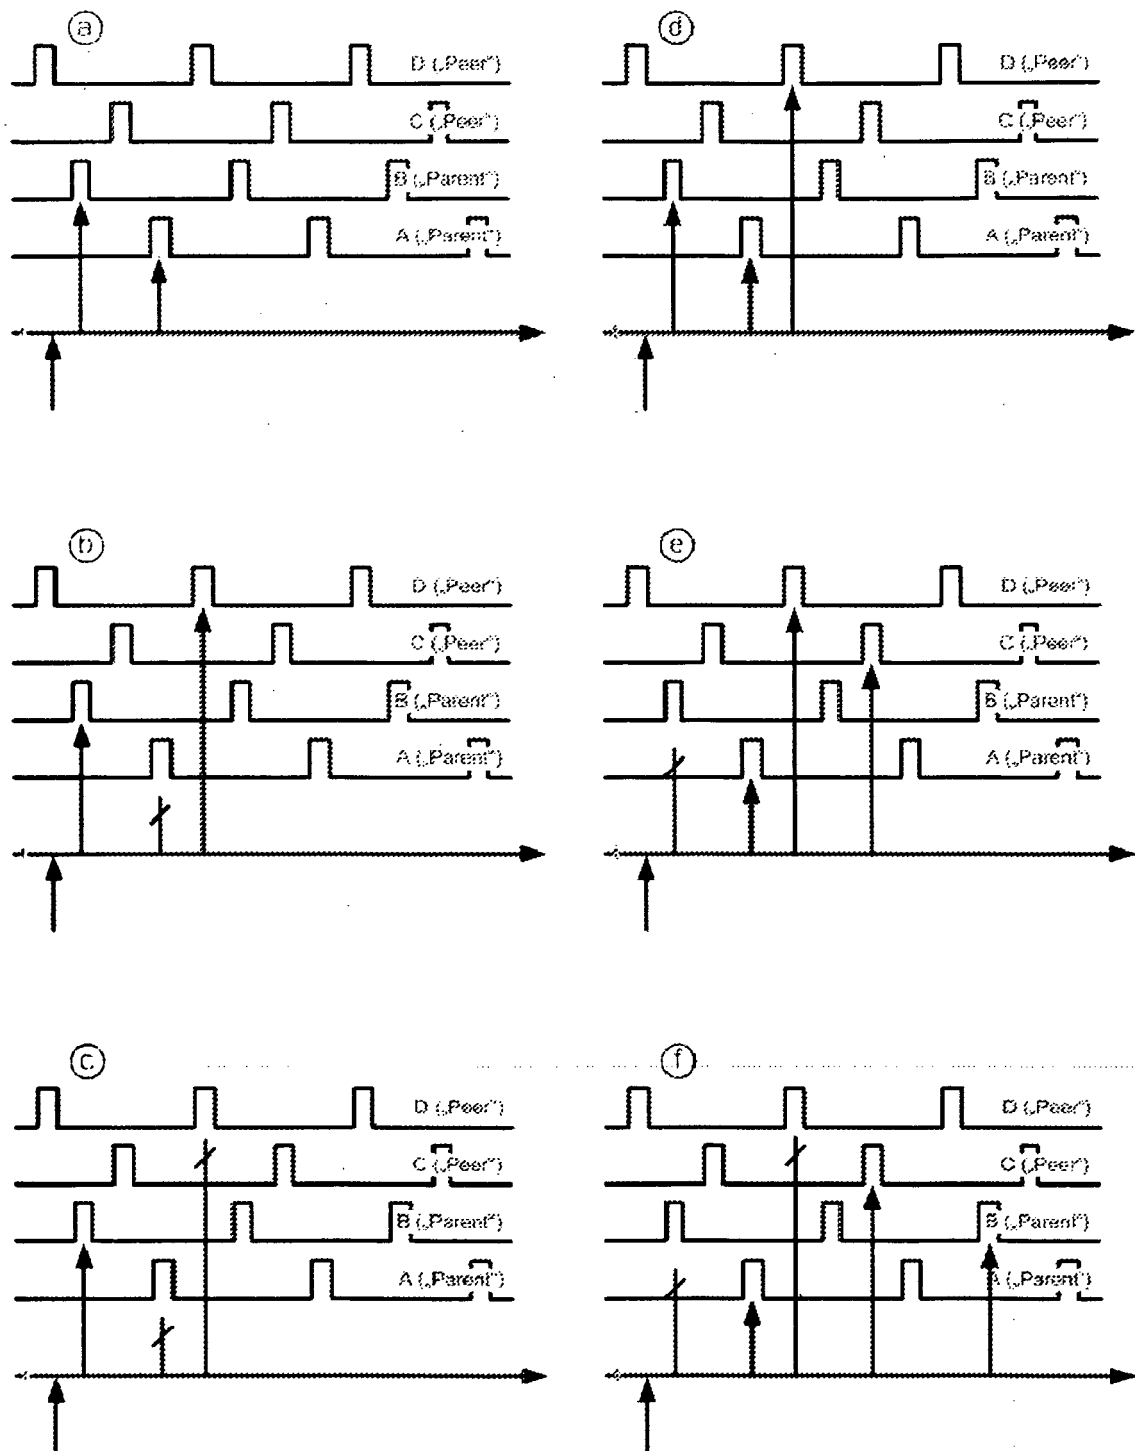 a
D („Peer“)
C („Peer“)
B („Parent“)
A („Parent“)
d
D („Peer“)
C („Peer“)
B („Parent“)
A („Parent“)
b
D („Peer“)
C („Peer“)
B („Parent“)
A („Parent“)
e
D („Peer“)
C („Peer“)
B („Parent“)
A („Parent“)
c
D („Peer“)
C („Peer“)
B („Parent“)
A („Parent“)
f
D („Peer“)
C („Peer“)
B („Parent“)
A („Parent“)